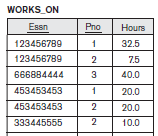 WORKS_ON
Essn Pno Hours
123456789 1 32.5
123456789 2 7.5
666884444 3 40.0
453453453 1 20.0
453453453 2 20.0
333445555 2 10.0